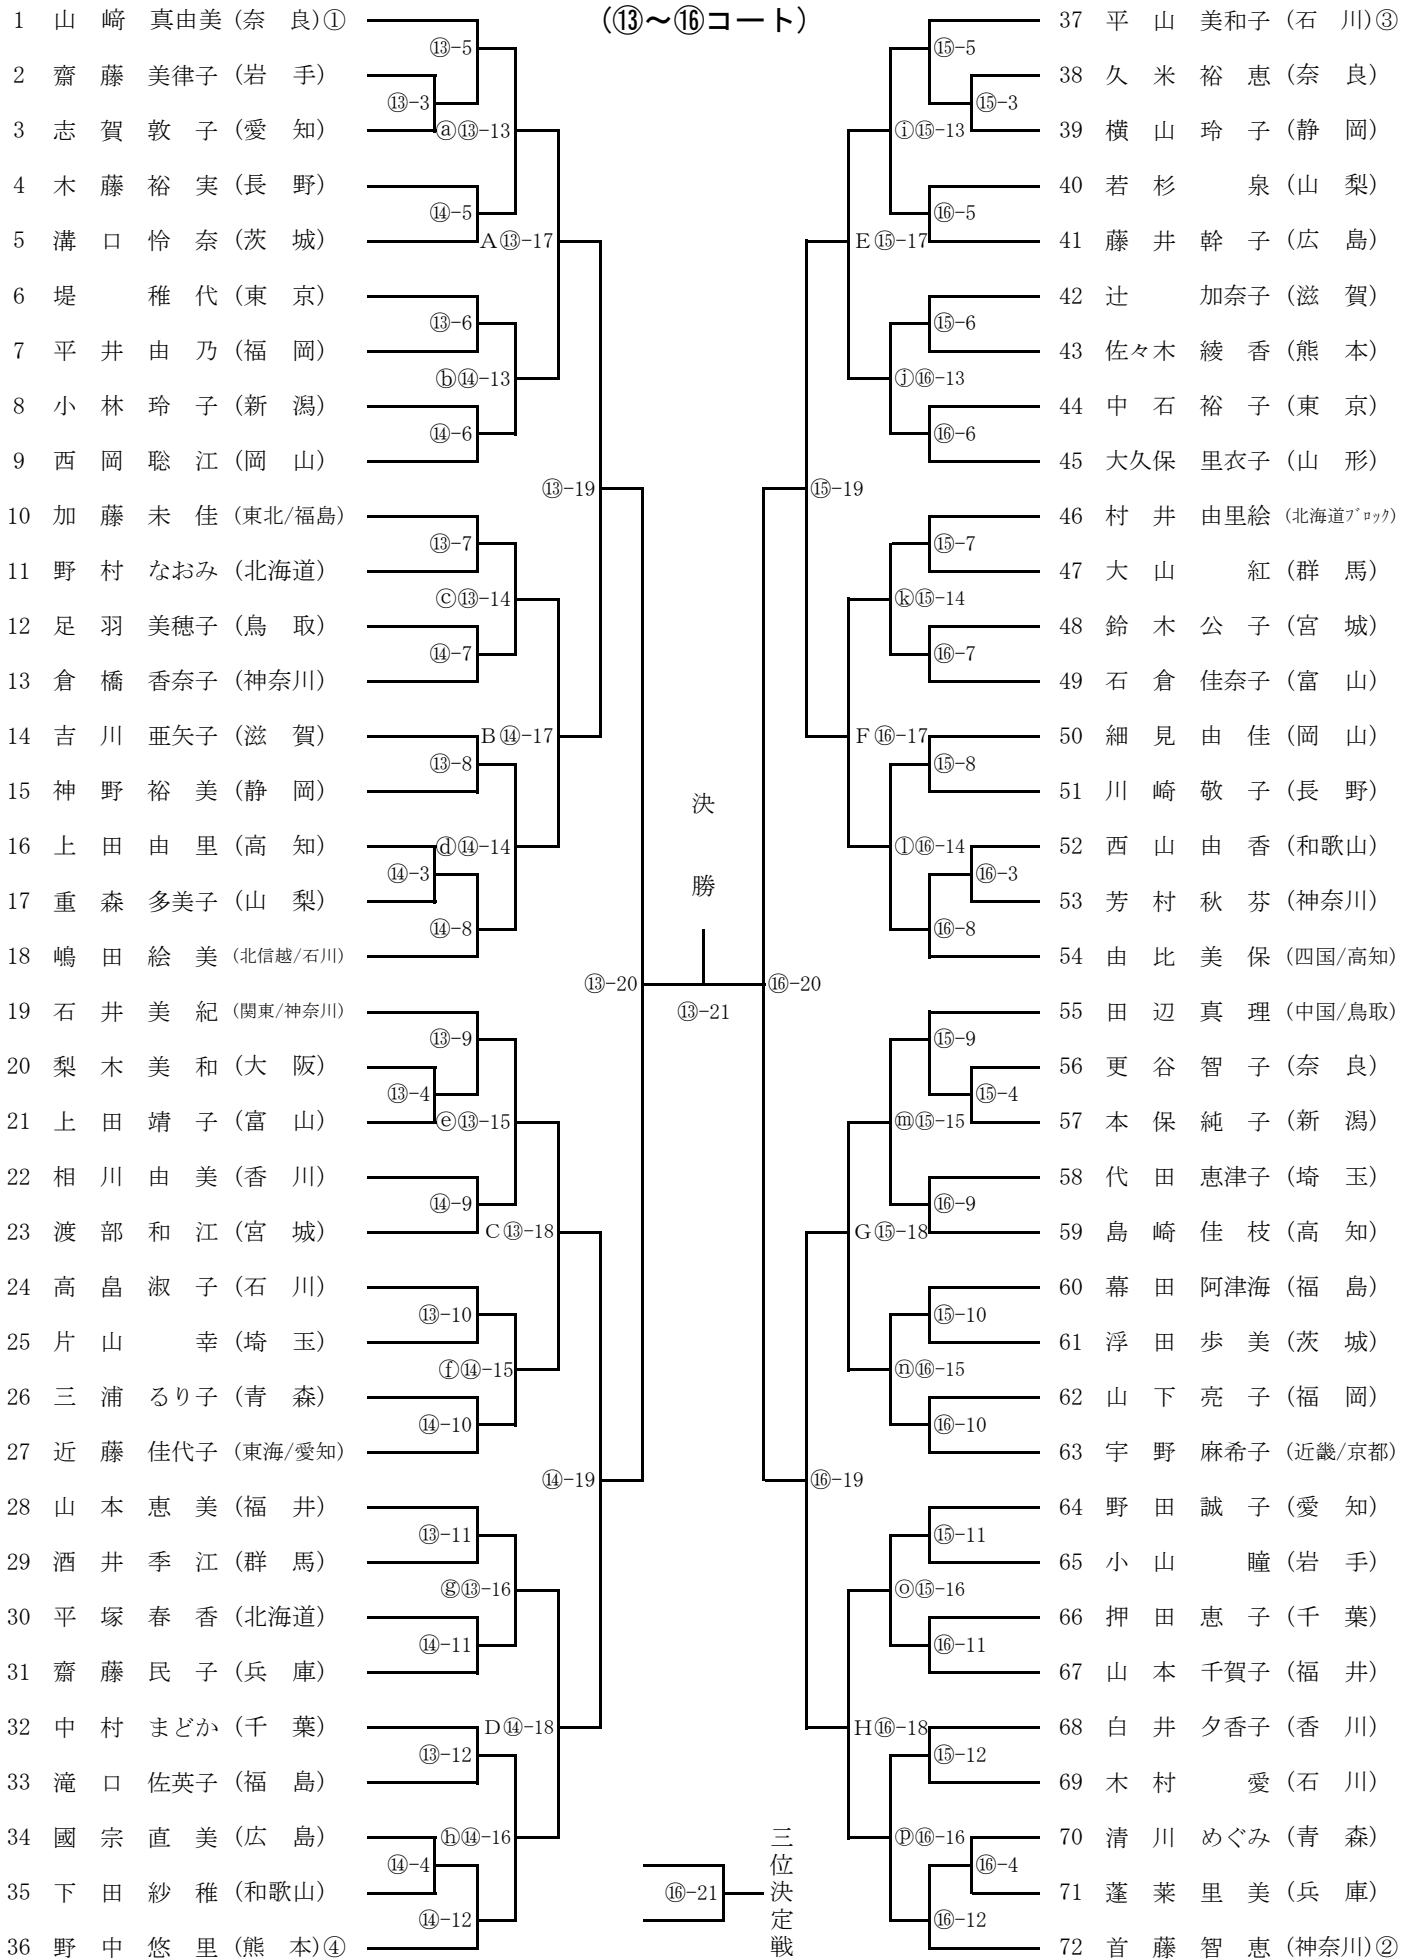 (⑬～⑯コート)
1 山﨑 真由美 (奈良)①
2 齋藤 美律子 (岩手)
3 志賀 敦子 (愛知)
4 木藤 裕実 (長野)
5 溝口 怜奈 (茨城)
6 堤 稚代 (東京)
7 平井 由乃 (福岡)
8 小林 玲子 (新潟)
9 西岡 聡江 (岡山)
10 加藤 未佳 (東北/福島)
11 野村 なおみ (北海道)
12 足羽 美穂子 (鳥取)
13 倉橋 香奈子 (神奈川)
14 吉川 亜矢子 (滋賀)
15 神野 裕美 (静岡)
16 上田 由里 (高知)
17 重森 多美子 (山梨)
18 嶋田 絵美 (北信越/石川)
19 石井 美紀 (関東/神奈川)
20 梨木 美和 (大阪)
21 上田 靖子 (富山)
22 相川 由美 (香川)
23 渡部 和江 (宮城)
24 高畠 淑子 (石川)
25 片山 幸 (埼玉)
26 三浦 るり子 (青森)
27 近藤 佳代子 (東海/愛知)
28 山本 恵美 (福井)
29 酒井 季江 (群馬)
30 平塚 春香 (北海道)
31 齋藤 民子 (兵庫)
32 中村 まどか (千葉)
33 滝口 佐英子 (福島)
34 國宗 直美 (広島)
35 下田 紗稚 (和歌山)
36 野中 悠里 (熊本)④
⑬-5
⑬-3
ⓐ⑬-13
⑭-5
A⑬-17
⑬-6
ⓑ⑭-13
⑭-6
⑬-19
⑬-7
ⓒ⑬-14
⑭-7
B⑭-17
⑬-8
ⓓ⑭-14
⑭-3
⑭-8
⑬-20
⑬-9
⑬-4
ⓔ⑬-15
⑭-9
C⑬-18
⑬-10
ⓕ⑭-15
⑭-10
⑭-19
⑬-11
ⓖ⑬-16
⑭-11
D⑭-18
⑬-12
ⓗ⑭-16
⑭-4
⑭-12
決勝
⑬-21
三位決定戦
⑯-21
37 平山 美和子 (石川)③
38 久米 裕恵 (奈良)
39 横山 玲子 (静岡)
40 若杉 泉 (山梨)
41 藤井 幹子 (広島)
42 辻 加奈子 (滋賀)
43 佐々木 綾香 (熊本)
44 中石 裕子 (東京)
45 大久保 里衣子 (山形)
46 村井 由里絵 (北海道ブロック)
47 大山 紅 (群馬)
48 鈴木 公子 (宮城)
49 石倉 佳奈子 (富山)
50 細見 由佳 (岡山)
51 川崎 敬子 (長野)
52 西山 由香 (和歌山)
53 芳村 秋芬 (神奈川)
54 由比 美保 (四国/高知)
55 田辺 真理 (中国/鳥取)
56 更谷 智子 (奈良)
57 本保 純子 (新潟)
58 代田 恵津子 (埼玉)
59 島崎 佳枝 (高知)
60 幕田 阿津海 (福島)
61 浮田 歩美 (茨城)
62 山下 亮子 (福岡)
63 宇野 麻希子 (近畿/京都)
64 野田 誠子 (愛知)
65 小山 瞳 (岩手)
66 押田 恵子 (千葉)
67 山本 千賀子 (福井)
68 白井 夕香子 (香川)
69 木村 愛 (石川)
70 清川 めぐみ (青森)
71 蓬莱 里美 (兵庫)
72 首藤 智恵 (神奈川)②
⑮-5
⑮-3
ⓘ⑮-13
⑯-5
E⑮-17
⑮-6
ⓙ⑯-13
⑯-6
⑮-19
⑮-7
ⓚ⑮-14
⑯-7
F⑯-17
⑮-8
ⓛ⑯-14
⑯-3
⑯-8
⑯-20
⑮-9
⑮-4
ⓜ⑮-15
⑯-9
G⑮-18
⑮-10
ⓝ⑯-15
⑯-10
⑯-19
⑮-11
ⓞ⑮-16
⑯-11
H⑯-18
⑮-12
ⓟ⑯-16
⑯-4
⑯-12